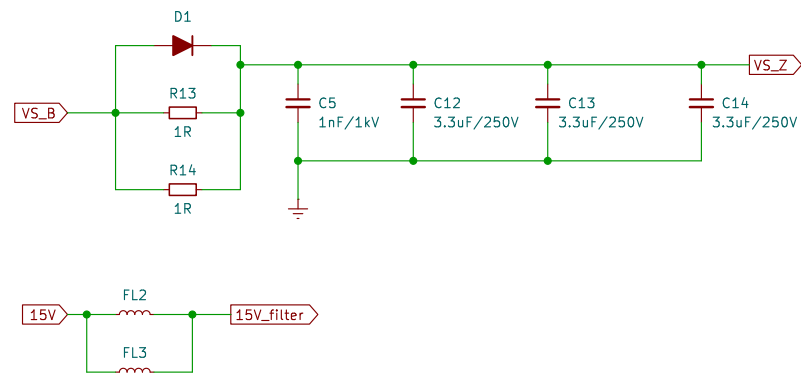 D1
VS_Z
R13
VS_B
1R
C5
1nF/1kV
C12
3.3uF/250V
C13
3.3uF/250V
C14
3.3uF/250V
R14
1R
FL2
15V
15V_filter
FL3